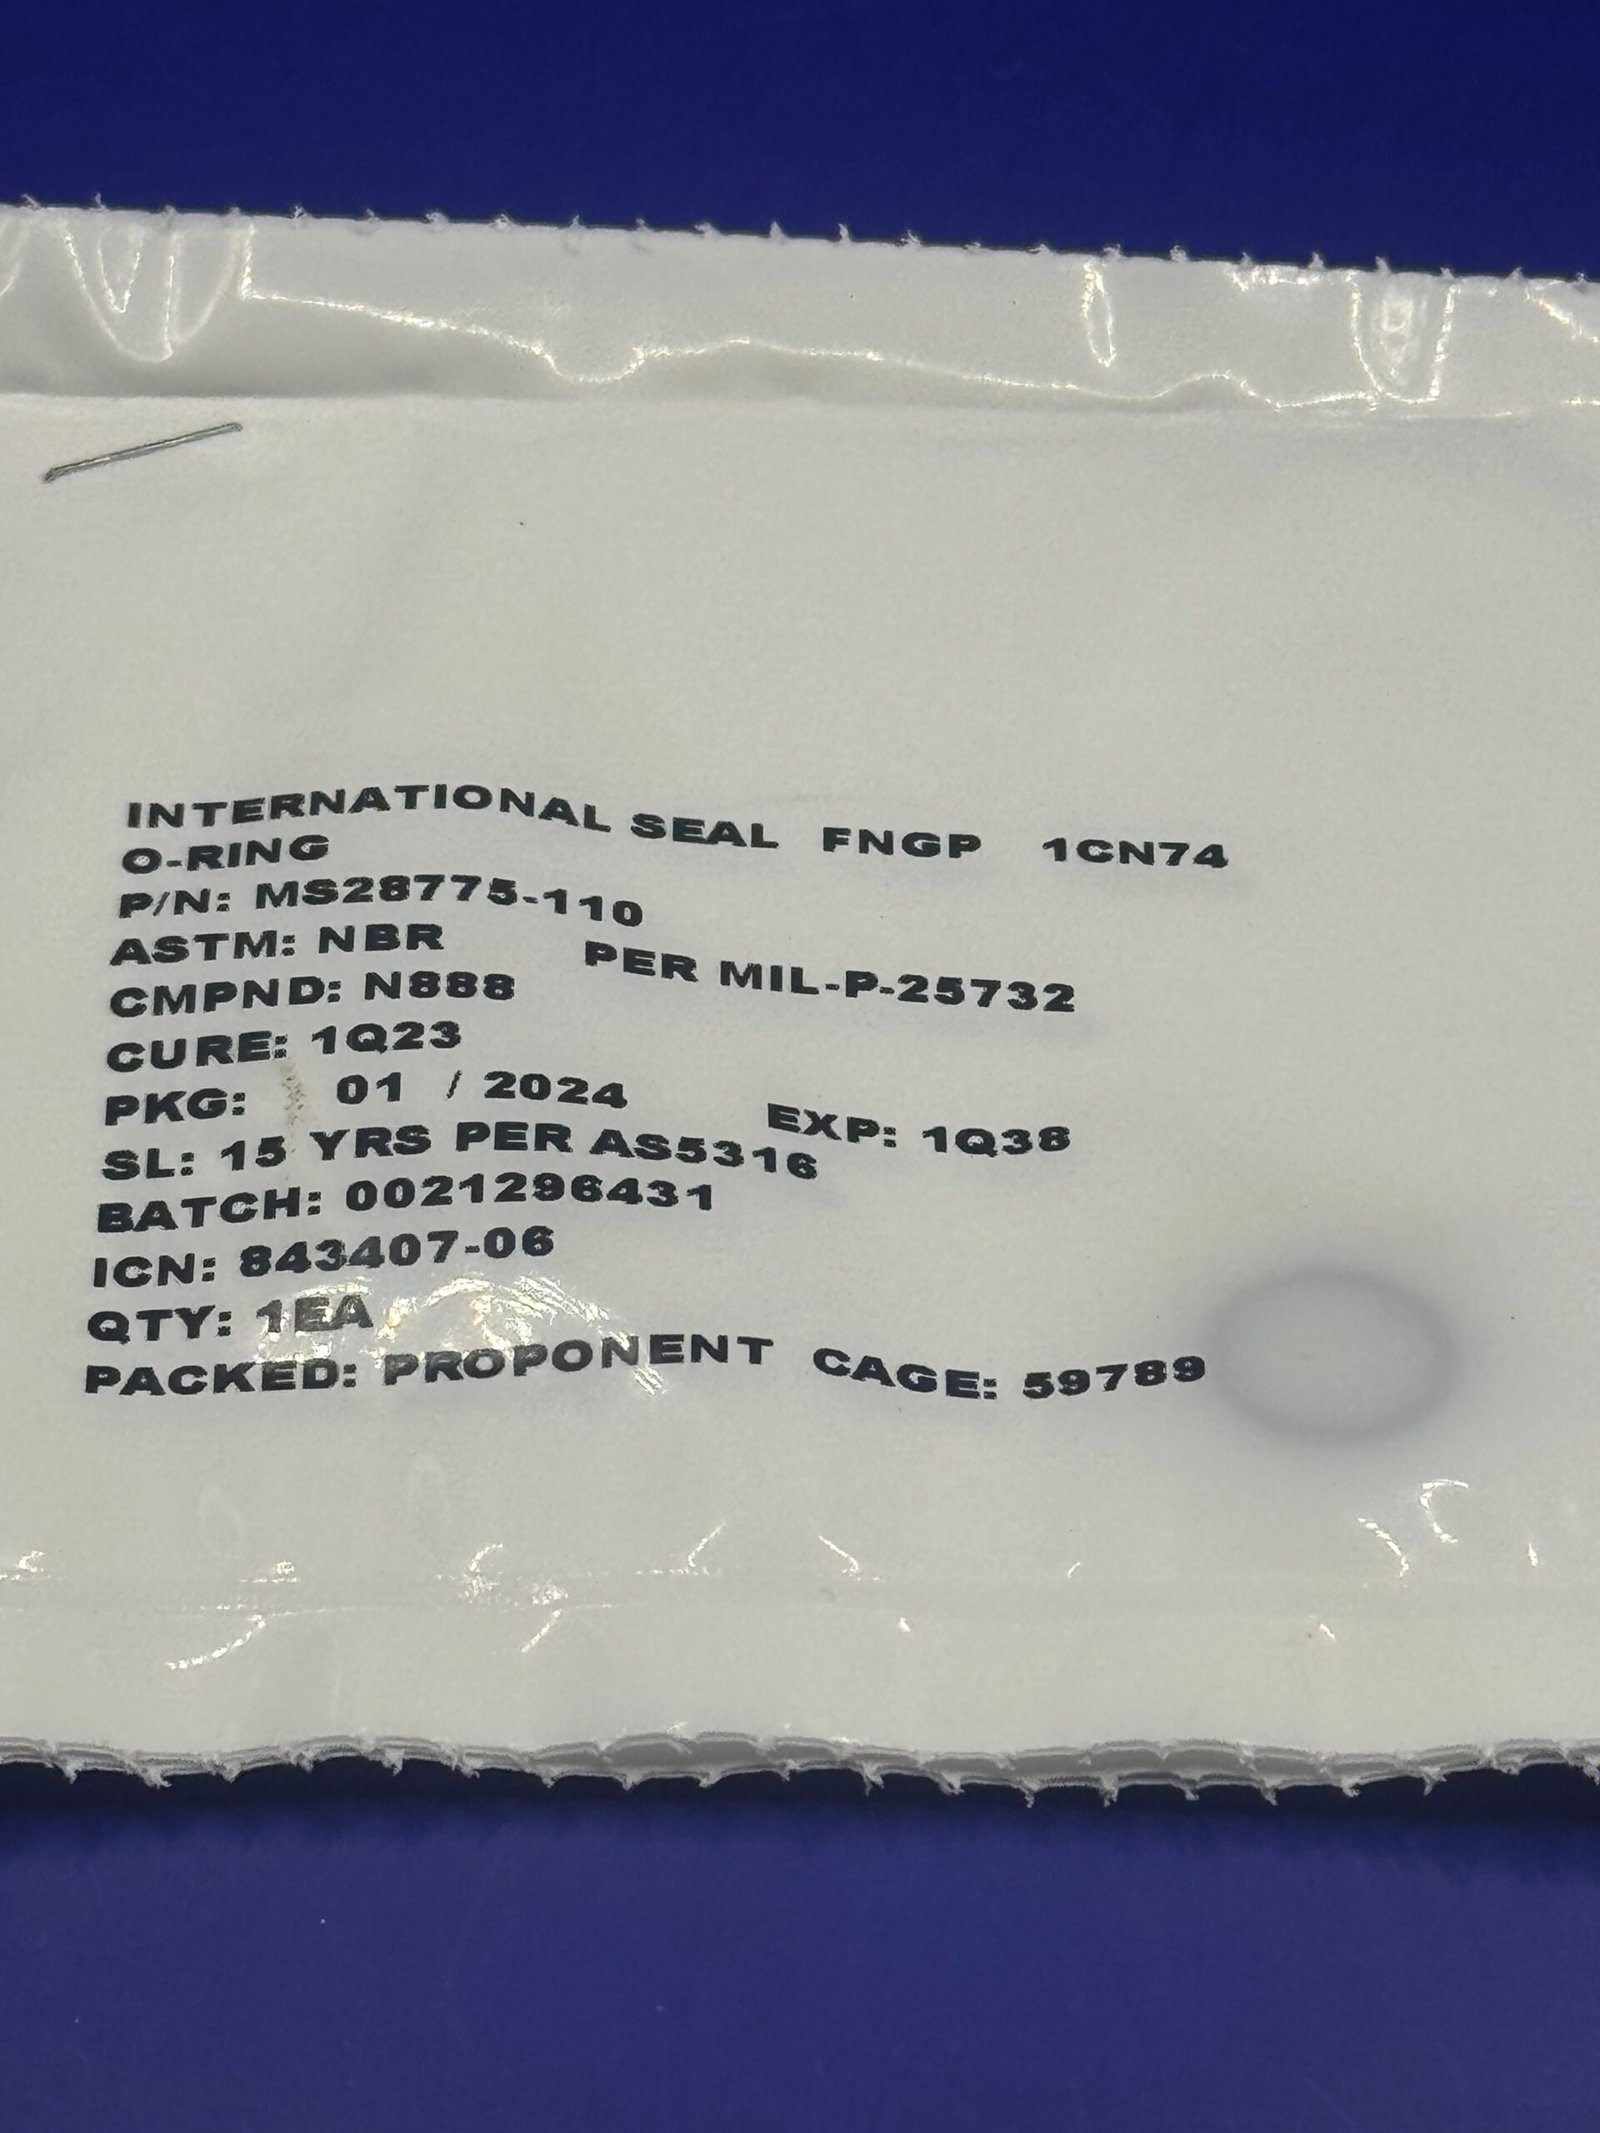 INTERNATIONAL SEAL FNGP 1CN74
O-RING
P/N: MS28775-110
ASTM: NBR PER MIL-P-25732
CMPND: N888
CURE: 1Q23
PKG: 01 / 2024 EXP: 1Q38
SL: 15 YRS PER AS5316
BATCH: 0021296431
ICN: 843407-06
QTY: 1EA
PACKED: PROPONENT CAGE: 59789